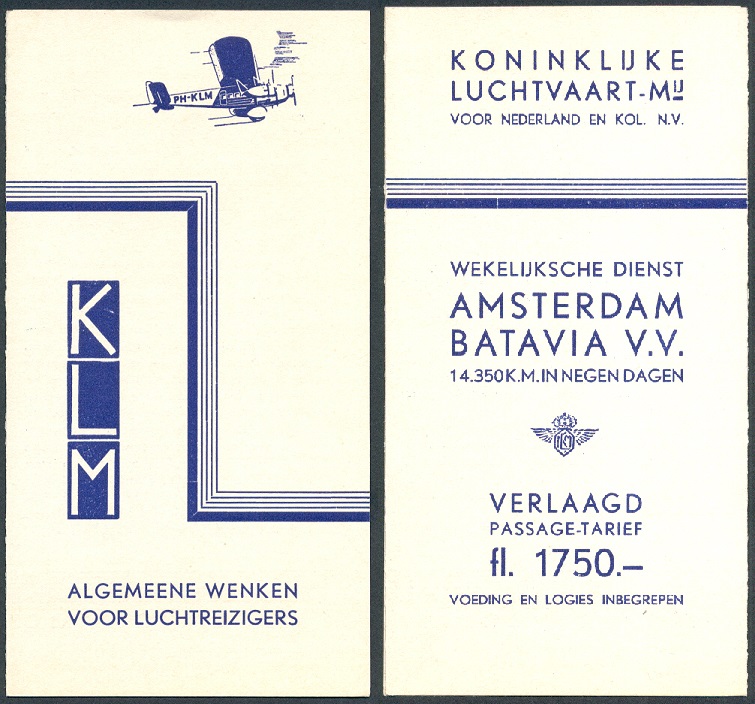 PH-KLM
K
L
M
ALGEMEENE WENKEN
VOOR LUCHTREIZIGERS
KONINKLIJKE
LUCHTVAART-MIJ
VOOR NEDERLAND EN KOL. N.V.
WEKELIJKSCHE DIENST
AMSTERDAM
BATAVIA V.V.
14.350 K.M. IN NEGEN DAGEN
KLM
VERLAAGD
PASSAGE-TARIEF
fl. 1750.—
VOEDING EN LOGIES INBEGREPEN